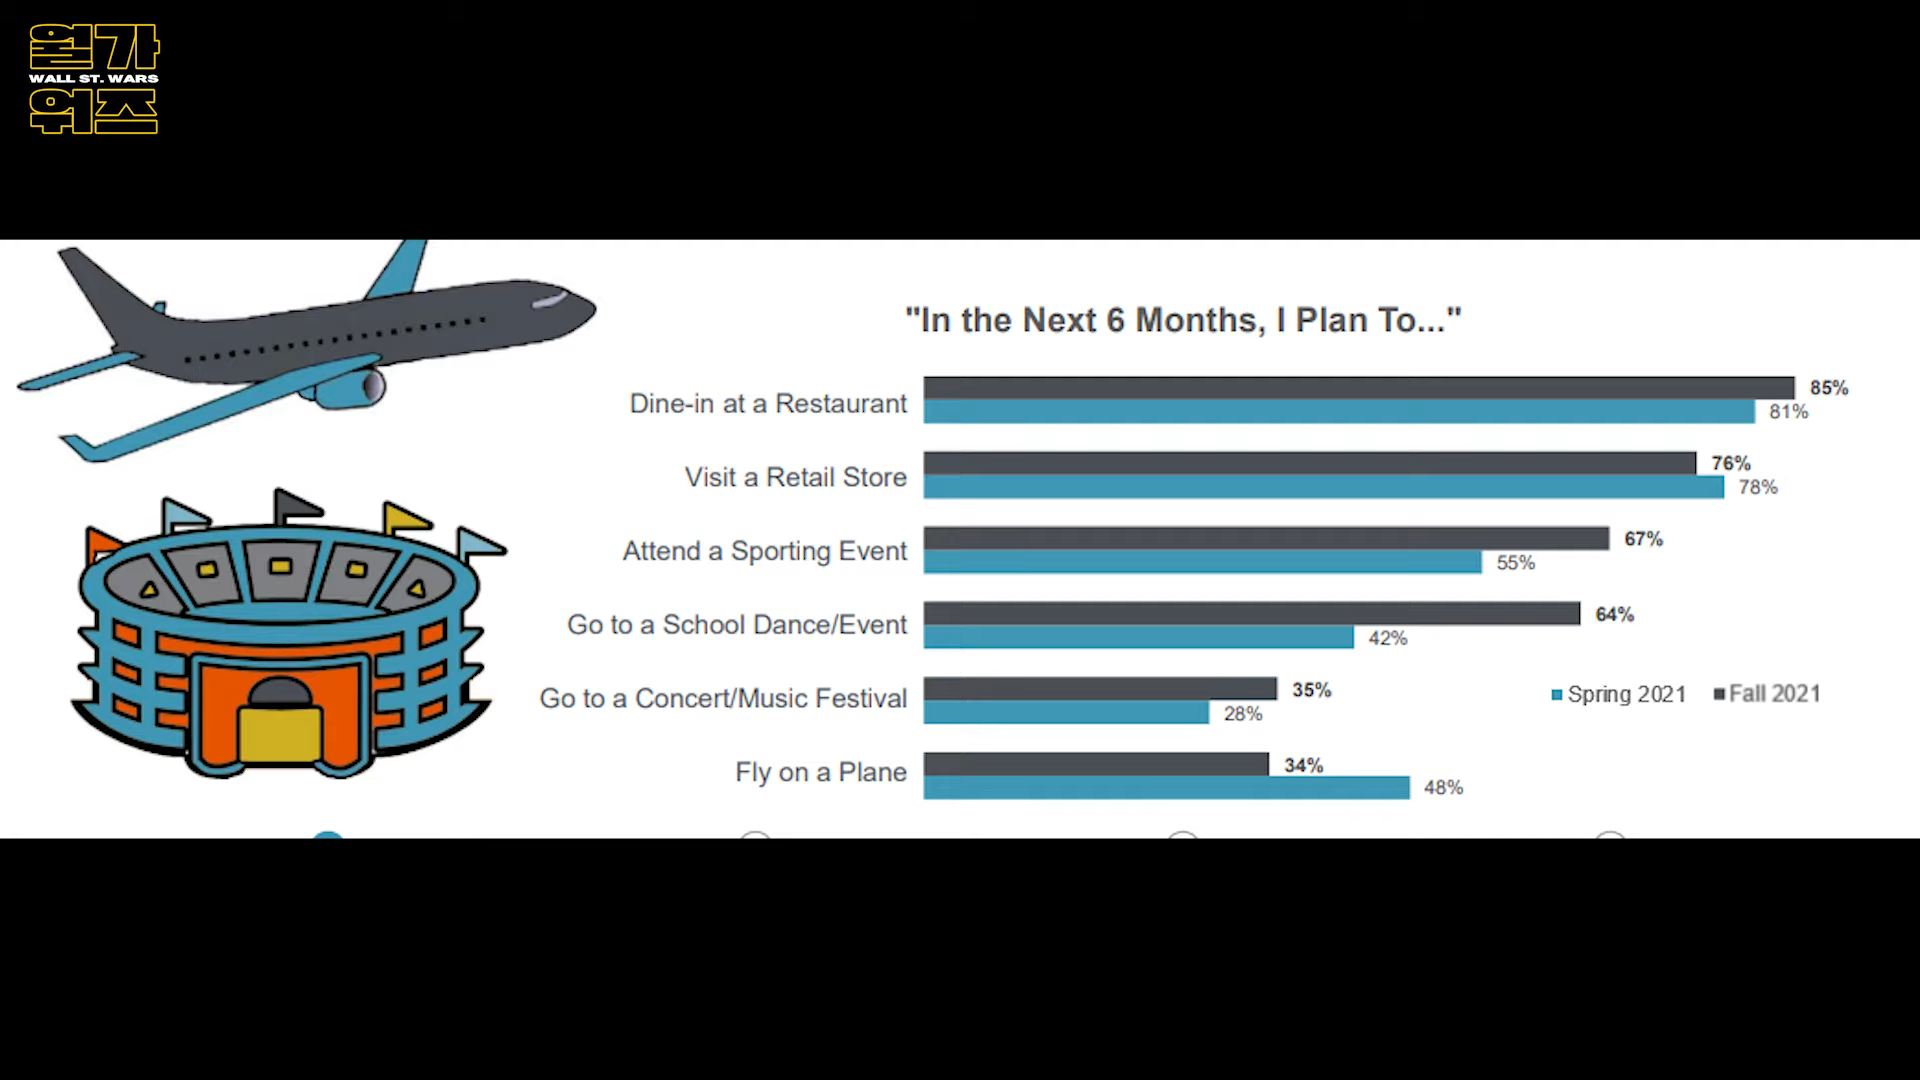 월가
WALL ST. WARS
워즈
"In the Next 6 Months, I Plan To..."
Dine-in at a Restaurant
85%
81%
Visit a Retail Store
76%
78%
Attend a Sporting Event
67%
55%
Go to a School Dance/Event
64%
42%
Go to a Concert/Music Festival
35%
28%
Spring 2021 Fall 2021
Fly on a Plane
34%
48%